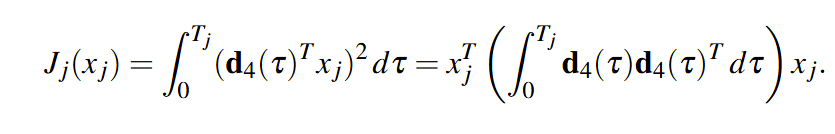 $J_j(x_j) = \int_0^{T_j} (\mathbf{d}_4(\tau)^T x_j)^2 \, d\tau = x_j^T \left( \int_0^{T_j} \mathbf{d}_4(\tau) \mathbf{d}_4(\tau)^T \, d\tau \right) x_j.$